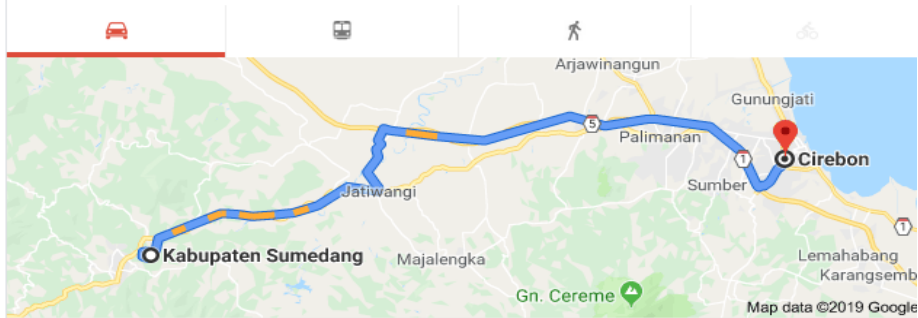 Arjawinangun
Gunungjati
5
Palimanan
1
Cirebon
Jatiwangi
Sumber
1
Kabupaten Sumedang
Majalengka
Lemahabang
Karangsemb
Gn. Cereme
Map data ©2019 Google